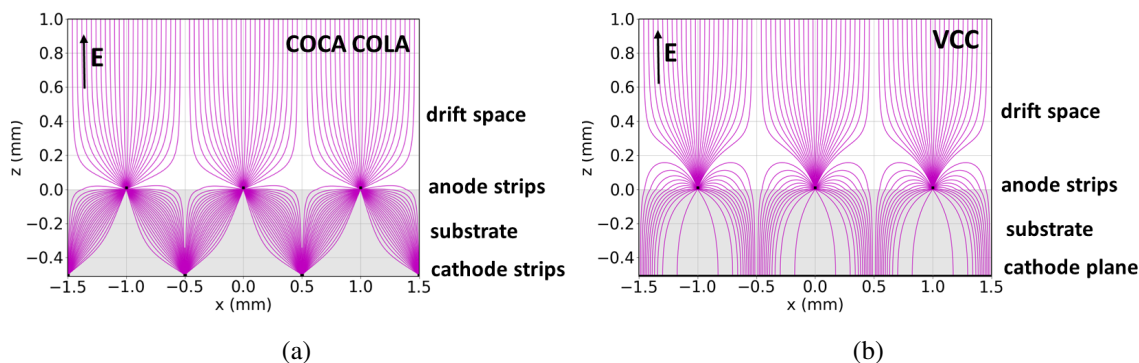 COCA COLA
E
1.0
0.8
0.6
0.4
0.2
0.0
−0.2
−0.4
z (mm)
−1.5 −1.0 −0.5 0.0 0.5 1.0 1.5
x (mm)
drift space
anode strips
substrate
cathode strips
(a)
VCC
E
1.0
0.8
0.6
0.4
0.2
0.0
−0.2
−0.4
z (mm)
−1.5 −1.0 −0.5 0.0 0.5 1.0 1.5
x (mm)
drift space
anode strips
substrate
cathode plane
(b)